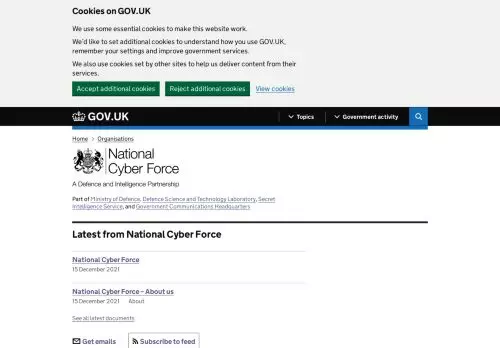 Cookies on GOV.UK
We use some essential cookies to make this website work.
We'd like to set additional cookies to understand how you use GOV.UK,
remember your settings and improve government services.
We also use cookies set by other sites to help us deliver content from their
services.
Accept additional cookies Reject additional cookies View cookies
GOV.UK Topics Government activity
Home > Organisations
National
Cyber Force
A Defence and Intelligence Partnership
Part of Ministry of Defence, Defence Science and Technology Laboratory, Secret
Intelligence Service, and Government Communications Headquarters
Latest from National Cyber Force
National Cyber Force
15 December 2021
National Cyber Force – About us
15 December 2021 About
See all latest documents
Get emails Subscribe to feed